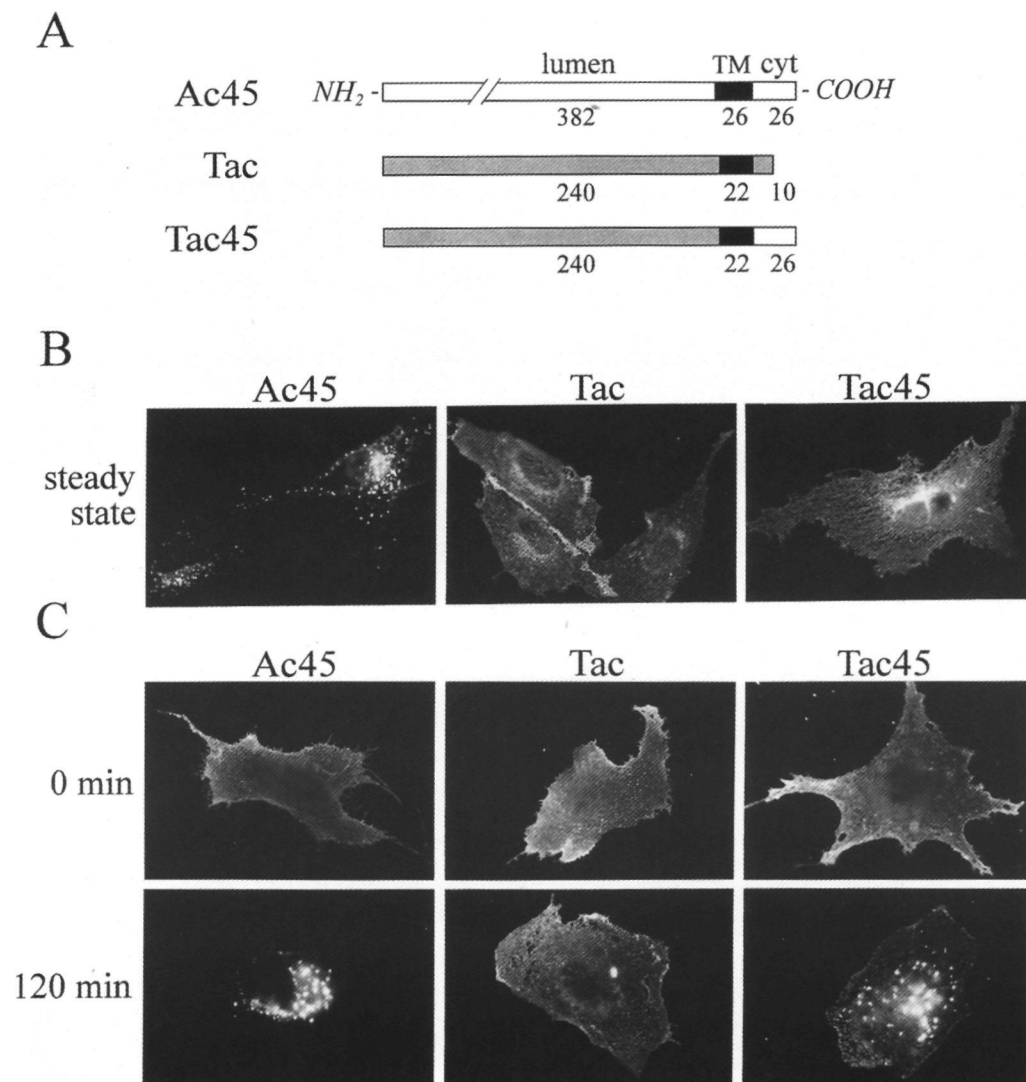 A
lumen TM cyt
Ac45 NH2 - - COOH
382 26 26
Tac
240 22 10
Tac45
240 22 26
B
Ac45 Tac Tac45
steady
state
C
Ac45 Tac Tac45
0 min
120 min